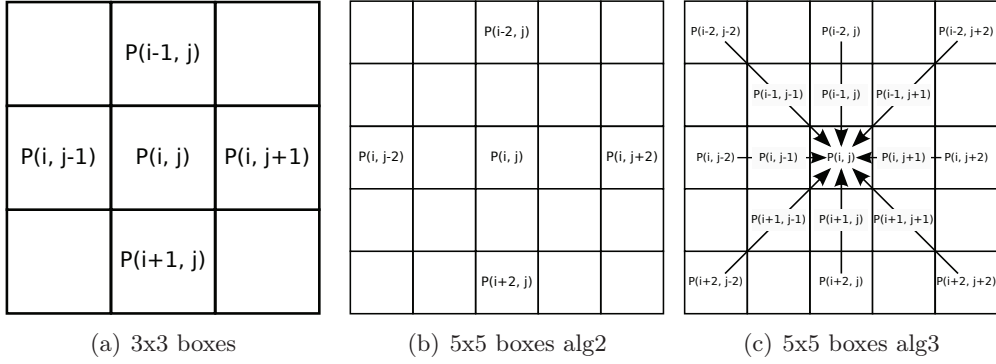 P(i-1, j)
P(i, j-1) P(i, j) P(i, j+1)
P(i+1, j)
(a) 3x3 boxes
P(i-2, j)
P(i, j-2) P(i, j) P(i, j+2)
P(i+2, j)
(b) 5x5 boxes alg2
P(i-2, j-2) P(i-2, j) P(i-2, j+2)
P(i-1, j-1) P(i-1, j) P(i-1, j+1)
P(i, j-2) P(i, j-1) P(i, j) P(i, j+1) P(i, j+2)
P(i+1, j-1) P(i+1, j) P(i+1, j+1)
P(i+2, j-2) P(i+2, j) P(i+2, j+2)
(c) 5x5 boxes alg3